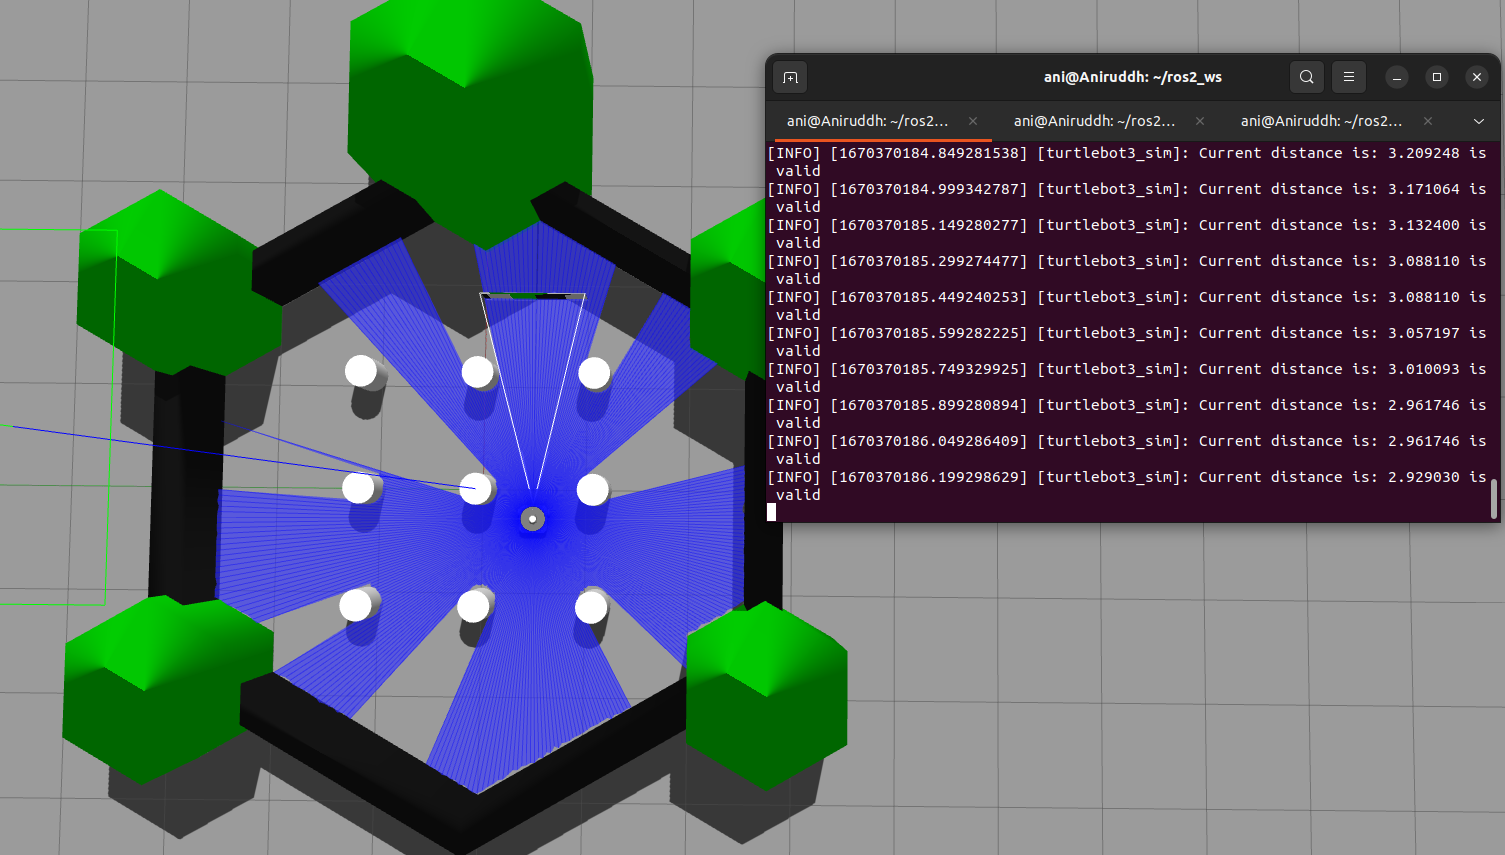 ani@Aniruddh: ~/ros2_ws
ani@Aniruddh: ~/ros2... ani@Aniruddh: ~/ros2... ani@Aniruddh: ~/ros2...
[INFO] [1670370184.849281538] [turtlebot3_sim]: Current distance is: 3.209248 is
valid
[INFO] [1670370184.999342787] [turtlebot3_sim]: Current distance is: 3.171064 is
valid
[INFO] [1670370185.149280277] [turtlebot3_sim]: Current distance is: 3.132400 is
valid
[INFO] [1670370185.299274477] [turtlebot3_sim]: Current distance is: 3.088110 is
valid
[INFO] [1670370185.449240253] [turtlebot3_sim]: Current distance is: 3.088110 is
valid
[INFO] [1670370185.599282225] [turtlebot3_sim]: Current distance is: 3.057197 is
valid
[INFO] [1670370185.749329925] [turtlebot3_sim]: Current distance is: 3.010093 is
valid
[INFO] [1670370185.899280894] [turtlebot3_sim]: Current distance is: 2.961746 is
valid
[INFO] [1670370186.049286409] [turtlebot3_sim]: Current distance is: 2.961746 is
valid
[INFO] [1670370186.199298629] [turtlebot3_sim]: Current distance is: 2.929030 is
valid